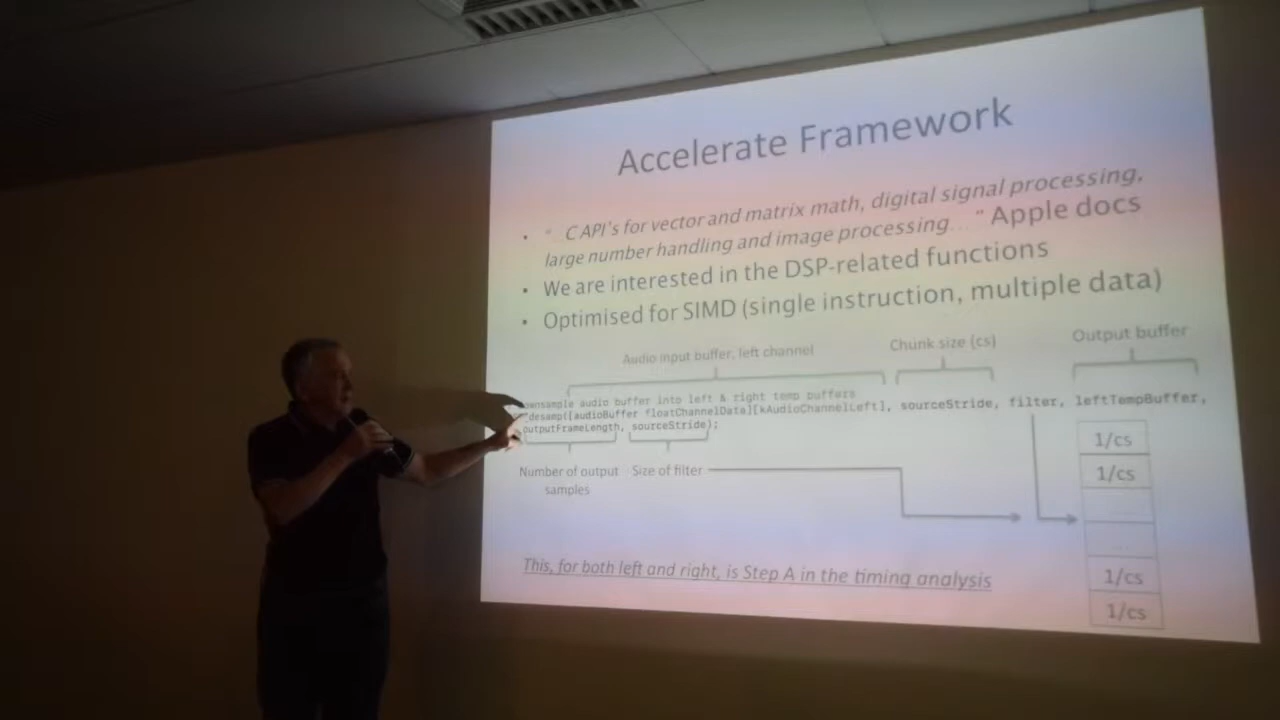 Accelerate Framework
• " C API's for vector and matrix math, digital signal processing,
large number handling and image processing... " Apple docs
• We are interested in the DSP-related functions
• Optimised for SIMD (single instruction, multiple data)
Audio input buffer, left channel
Chunk size (cs)
Output buffer
audio buffer into left & right temp buffers
desamp([audioBuffer floatChannelData][kAudioChannelLeft], sourceStride, filter, leftTempBuffer,
outputFrameLength, sourceStride);
Number of output
samples
Size of filter
1/cs
1/cs
1/cs
1/cs
This, for both left and right, is Step A in the timing analysis